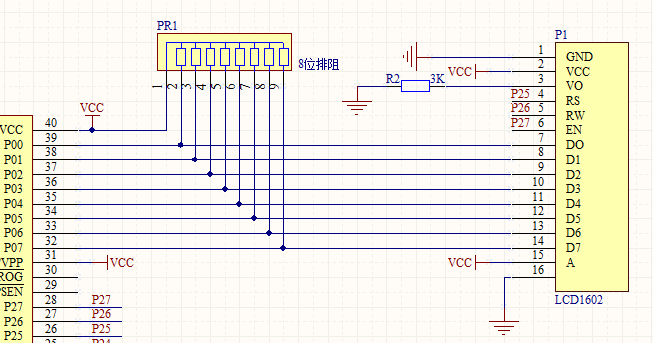 PR1
8位排阻
1 2 3 4 5 6 7 8 9
P1
1 GND
VCC 2 VCC
R2 3K 3 VO
P25 4 RS
P26 5 RW
P27 6 EN
7 DO
8 D1
9 D2
10 D3
11 D4
12 D5
13 D6
14 D7
VCC 15 A
16
LCD1602
VCC
VCC 40
P00 39
P01 38
P02 37
P03 36
P04 35
P05 34
P06 33
P07 32
VPP 31 VCC
ROG 30
PSEN 29
P27 28 P27
P26 27 P26
P25 26 P25
25 P24